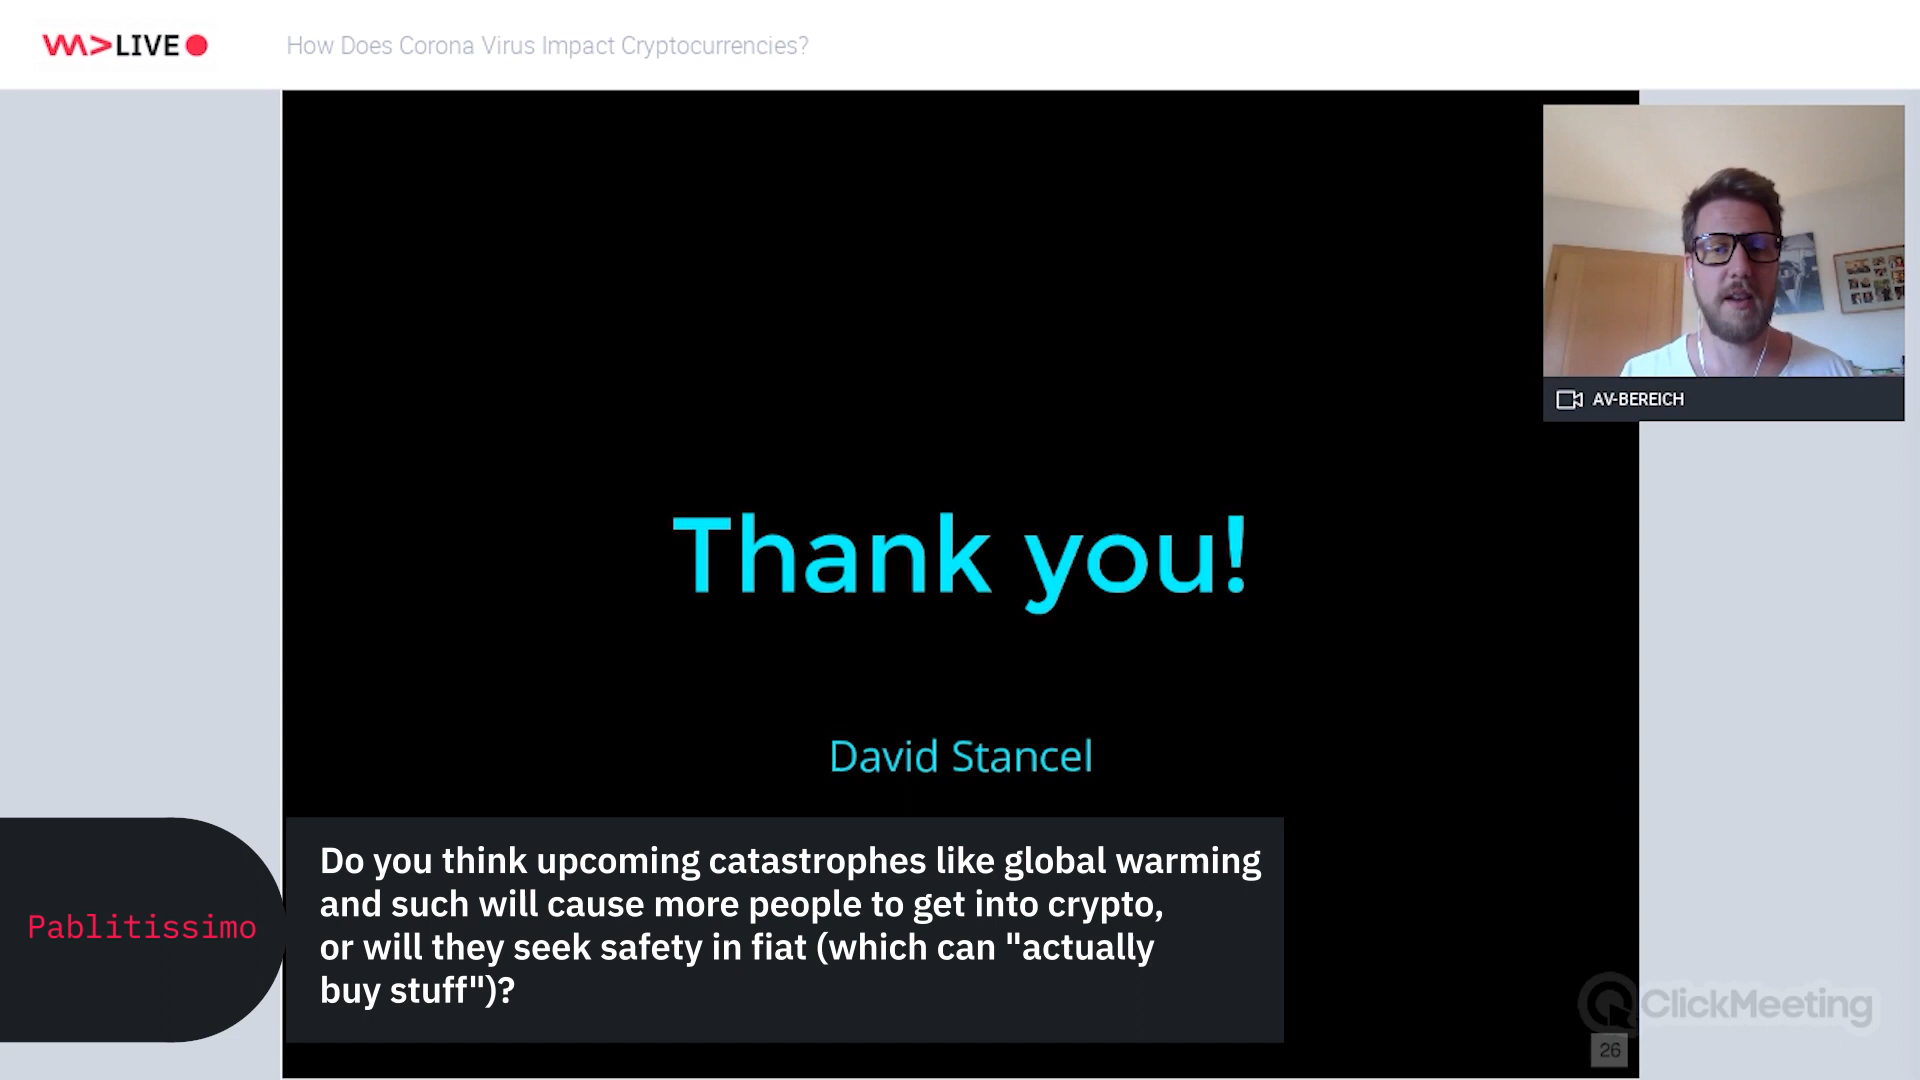 LIVE
How Does Corona Virus Impact Cryptocurrencies?
AV-BEREICH
Thank you!
David Stancel
Pablitissimo
Do you think upcoming catastrophes like global warming
and such will cause more people to get into crypto,
or will they seek safety in fiat (which can "actually
buy stuff")?
ClickMeeting
26